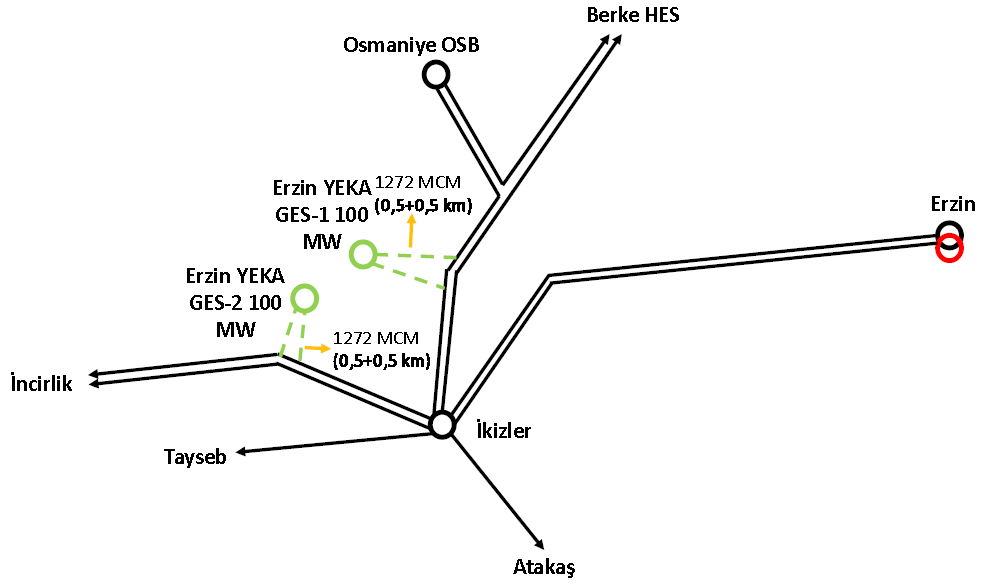 Berke HES
Osmaniye OSB
Erzin YEKA
GES-1 100
MW
1272 MCM
(0,5+0,5 km)
Erzin
Erzin YEKA
GES-2 100
MW
1272 MCM
(0,5+0,5 km)
İncirlik
İkizler
Tayseb
Atakaş